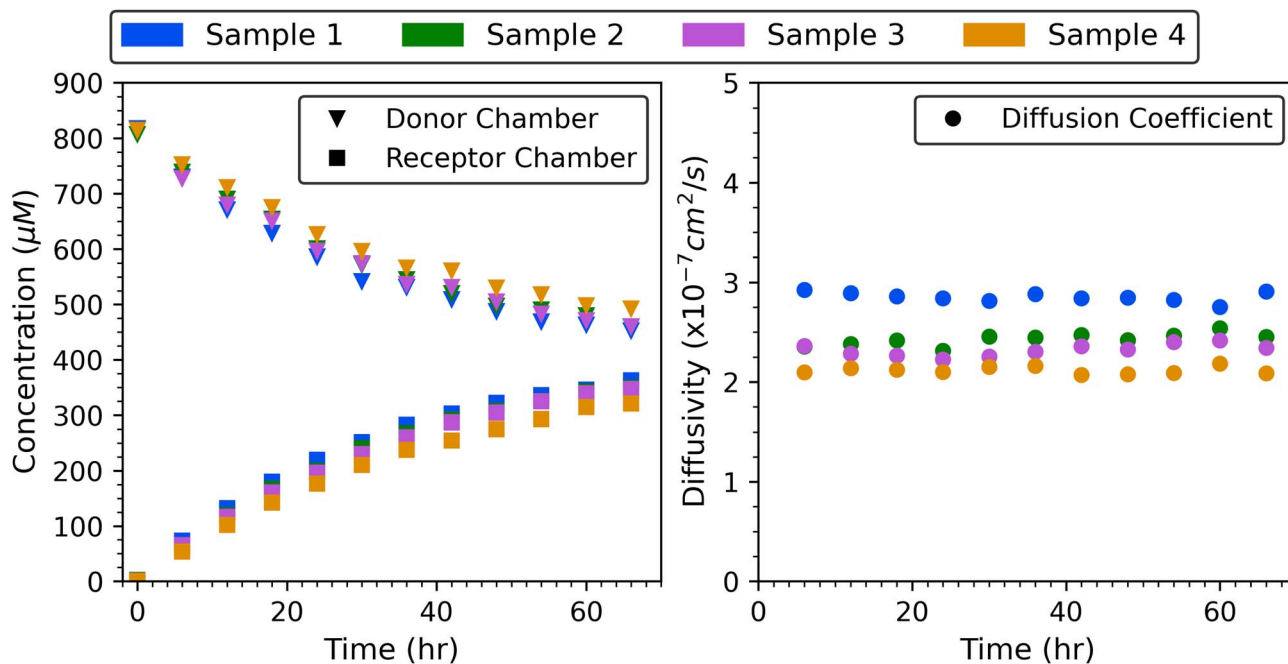 Sample 1 Sample 2 Sample 3 Sample 4
900
800
700
600
500
400
300
200
100
0
Concentration (μM)
Donor Chamber
Receptor Chamber
0 20 40 60
Time (hr)
5
4
3
2
1
0
Diffusivity (x10⁻⁷cm²/s)
Diffusion Coefficient
0 20 40 60
Time (hr)